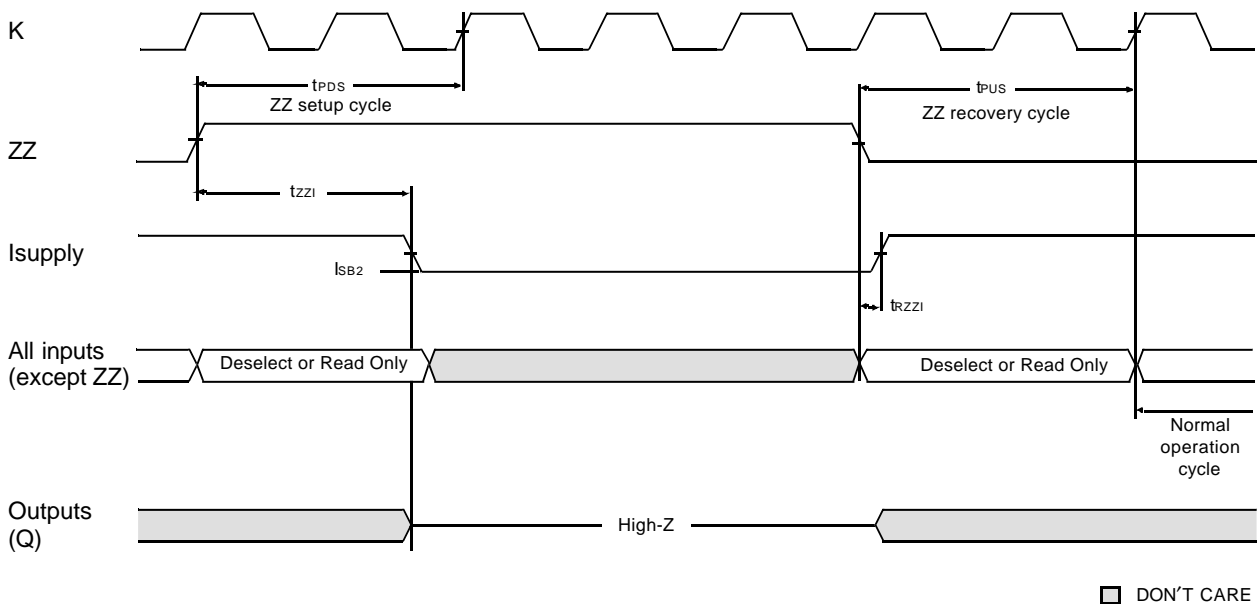 K
tPDS
ZZ setup cycle
tPUS
ZZ recovery cycle
ZZ
tZZI
Isupply
ISB2
tRZZI
All inputs
(except ZZ)
Deselect or Read Only
Deselect or Read Only
Normal
operation
cycle
Outputs
(Q)
High-Z
DON'T CARE